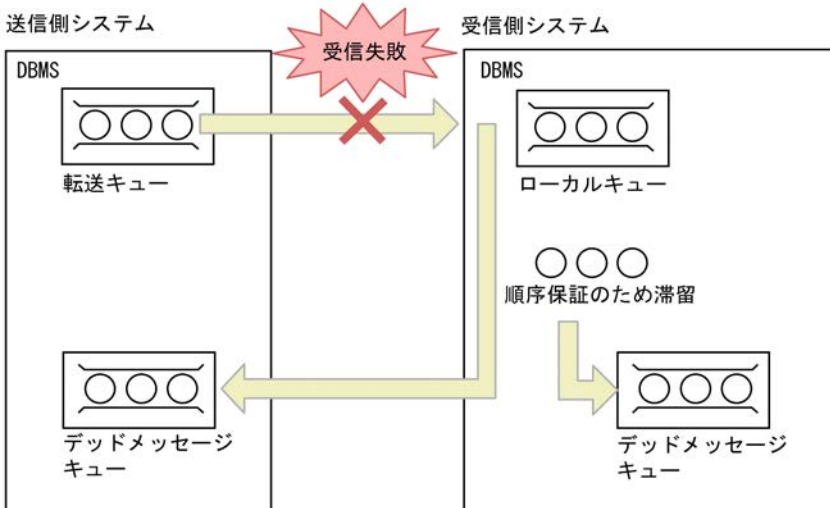 送信側システム
受信側システム
受信失敗
DBMS
DBMS
転送キュー
ローカルキュー
順序保証のため滞留
デッドメッセージ
キュー
デッドメッセージ
キュー